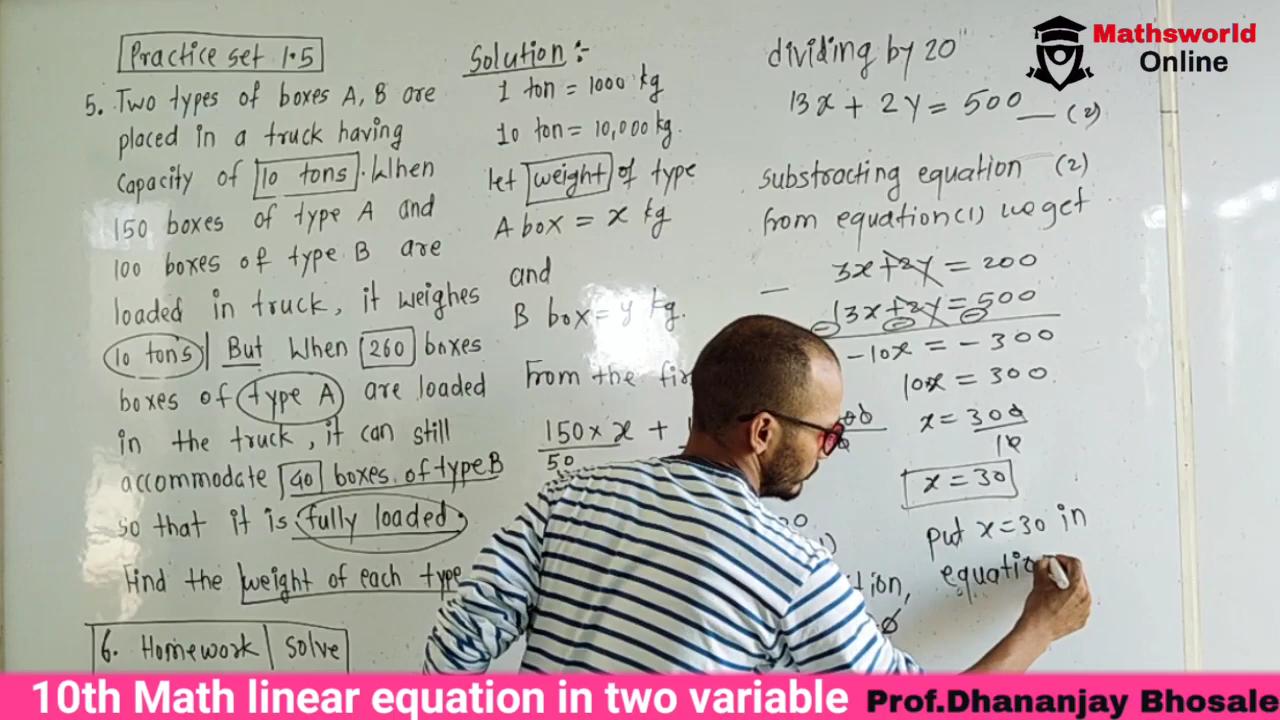 Practice set 1.5
5. Two types of boxes A, B are
placed in a truck having
capacity of 10 tons. When
150 boxes of type A and
100 boxes of type B are
loaded in truck, it weighs
10 tons But When 260 boxes
boxes of type A are loaded
in the truck, it can still
accommodate 40 boxes of type B
so that it is fully loaded.
Find the weight of each type
6. Homework solve
Solution :-
1 ton = 1000 kg
10 ton = 10,000 kg.
let weight of type
A box = x kg
and
B box = y kg.
From the
150 × x +
50
dividing by 20
13x + 2y = 500 — (2)
substracting equation (2)
from equation (1) we get
3x + 2y = 200
— 13x + 2y = 500
-10x = -300
10x = 300
x = 300
10
x = 30
put x = 30 in
Mathsworld
Online
10th Math linear equation in two variable Prof.Dhananjay Bhosale